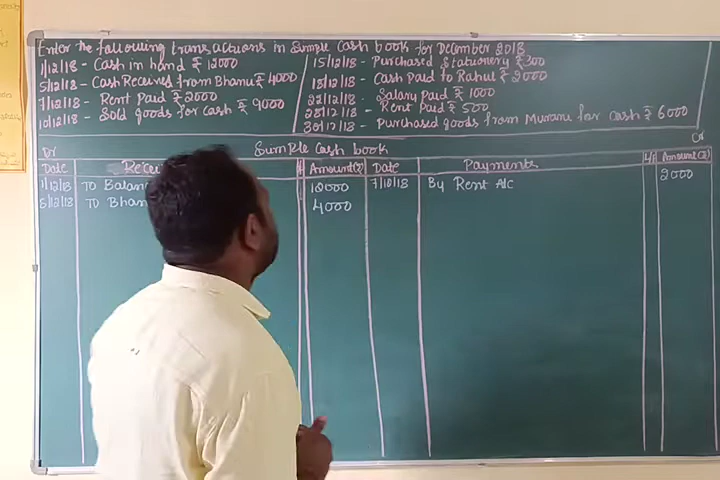 Enter the following transactions in Simple Cash book for December 2018
1/12/18 - Cash in hand ₹ 12000
5/12/18 - Cash Received from Bhanu ₹ 4000
7/12/18 - Rent Paid ₹ 2000
10/12/18 - Sold goods for cash ₹ 9000
15/12/18 - Purchased Stationery ₹ 300
18/12/18 - Cash paid to Rahul ₹ 2000
22/12/18 - Salary Paid ₹ 1000
28/12/18 - Rent Paid ₹ 500
30/12/18 - Purchased goods from Muranu for cash ₹ 6000
Dr Simple Cash book Cr
Date Recei Amount(₹) Date Payments L/F Amount(₹)
1/12/18 TO Balan 12000 7/10/18 By Rent A/c 2000
5/12/18 TO Bhan 4000